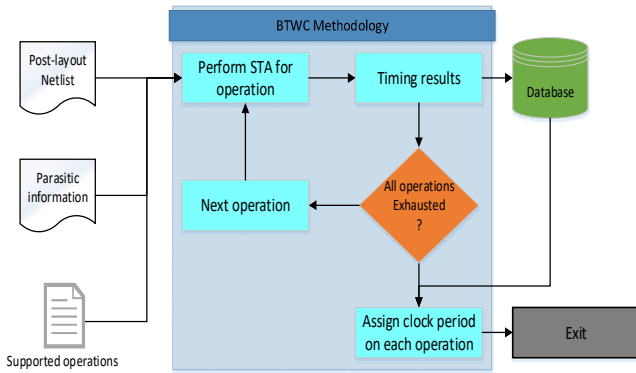 BTWC Methodology
Post-layout
Netlist
Perform STA for
operation
Timing results
Database
Parasitic
information
Next operation
All operations
Exhausted
?
Supported operations
Assign clock period
on each operation
Exit